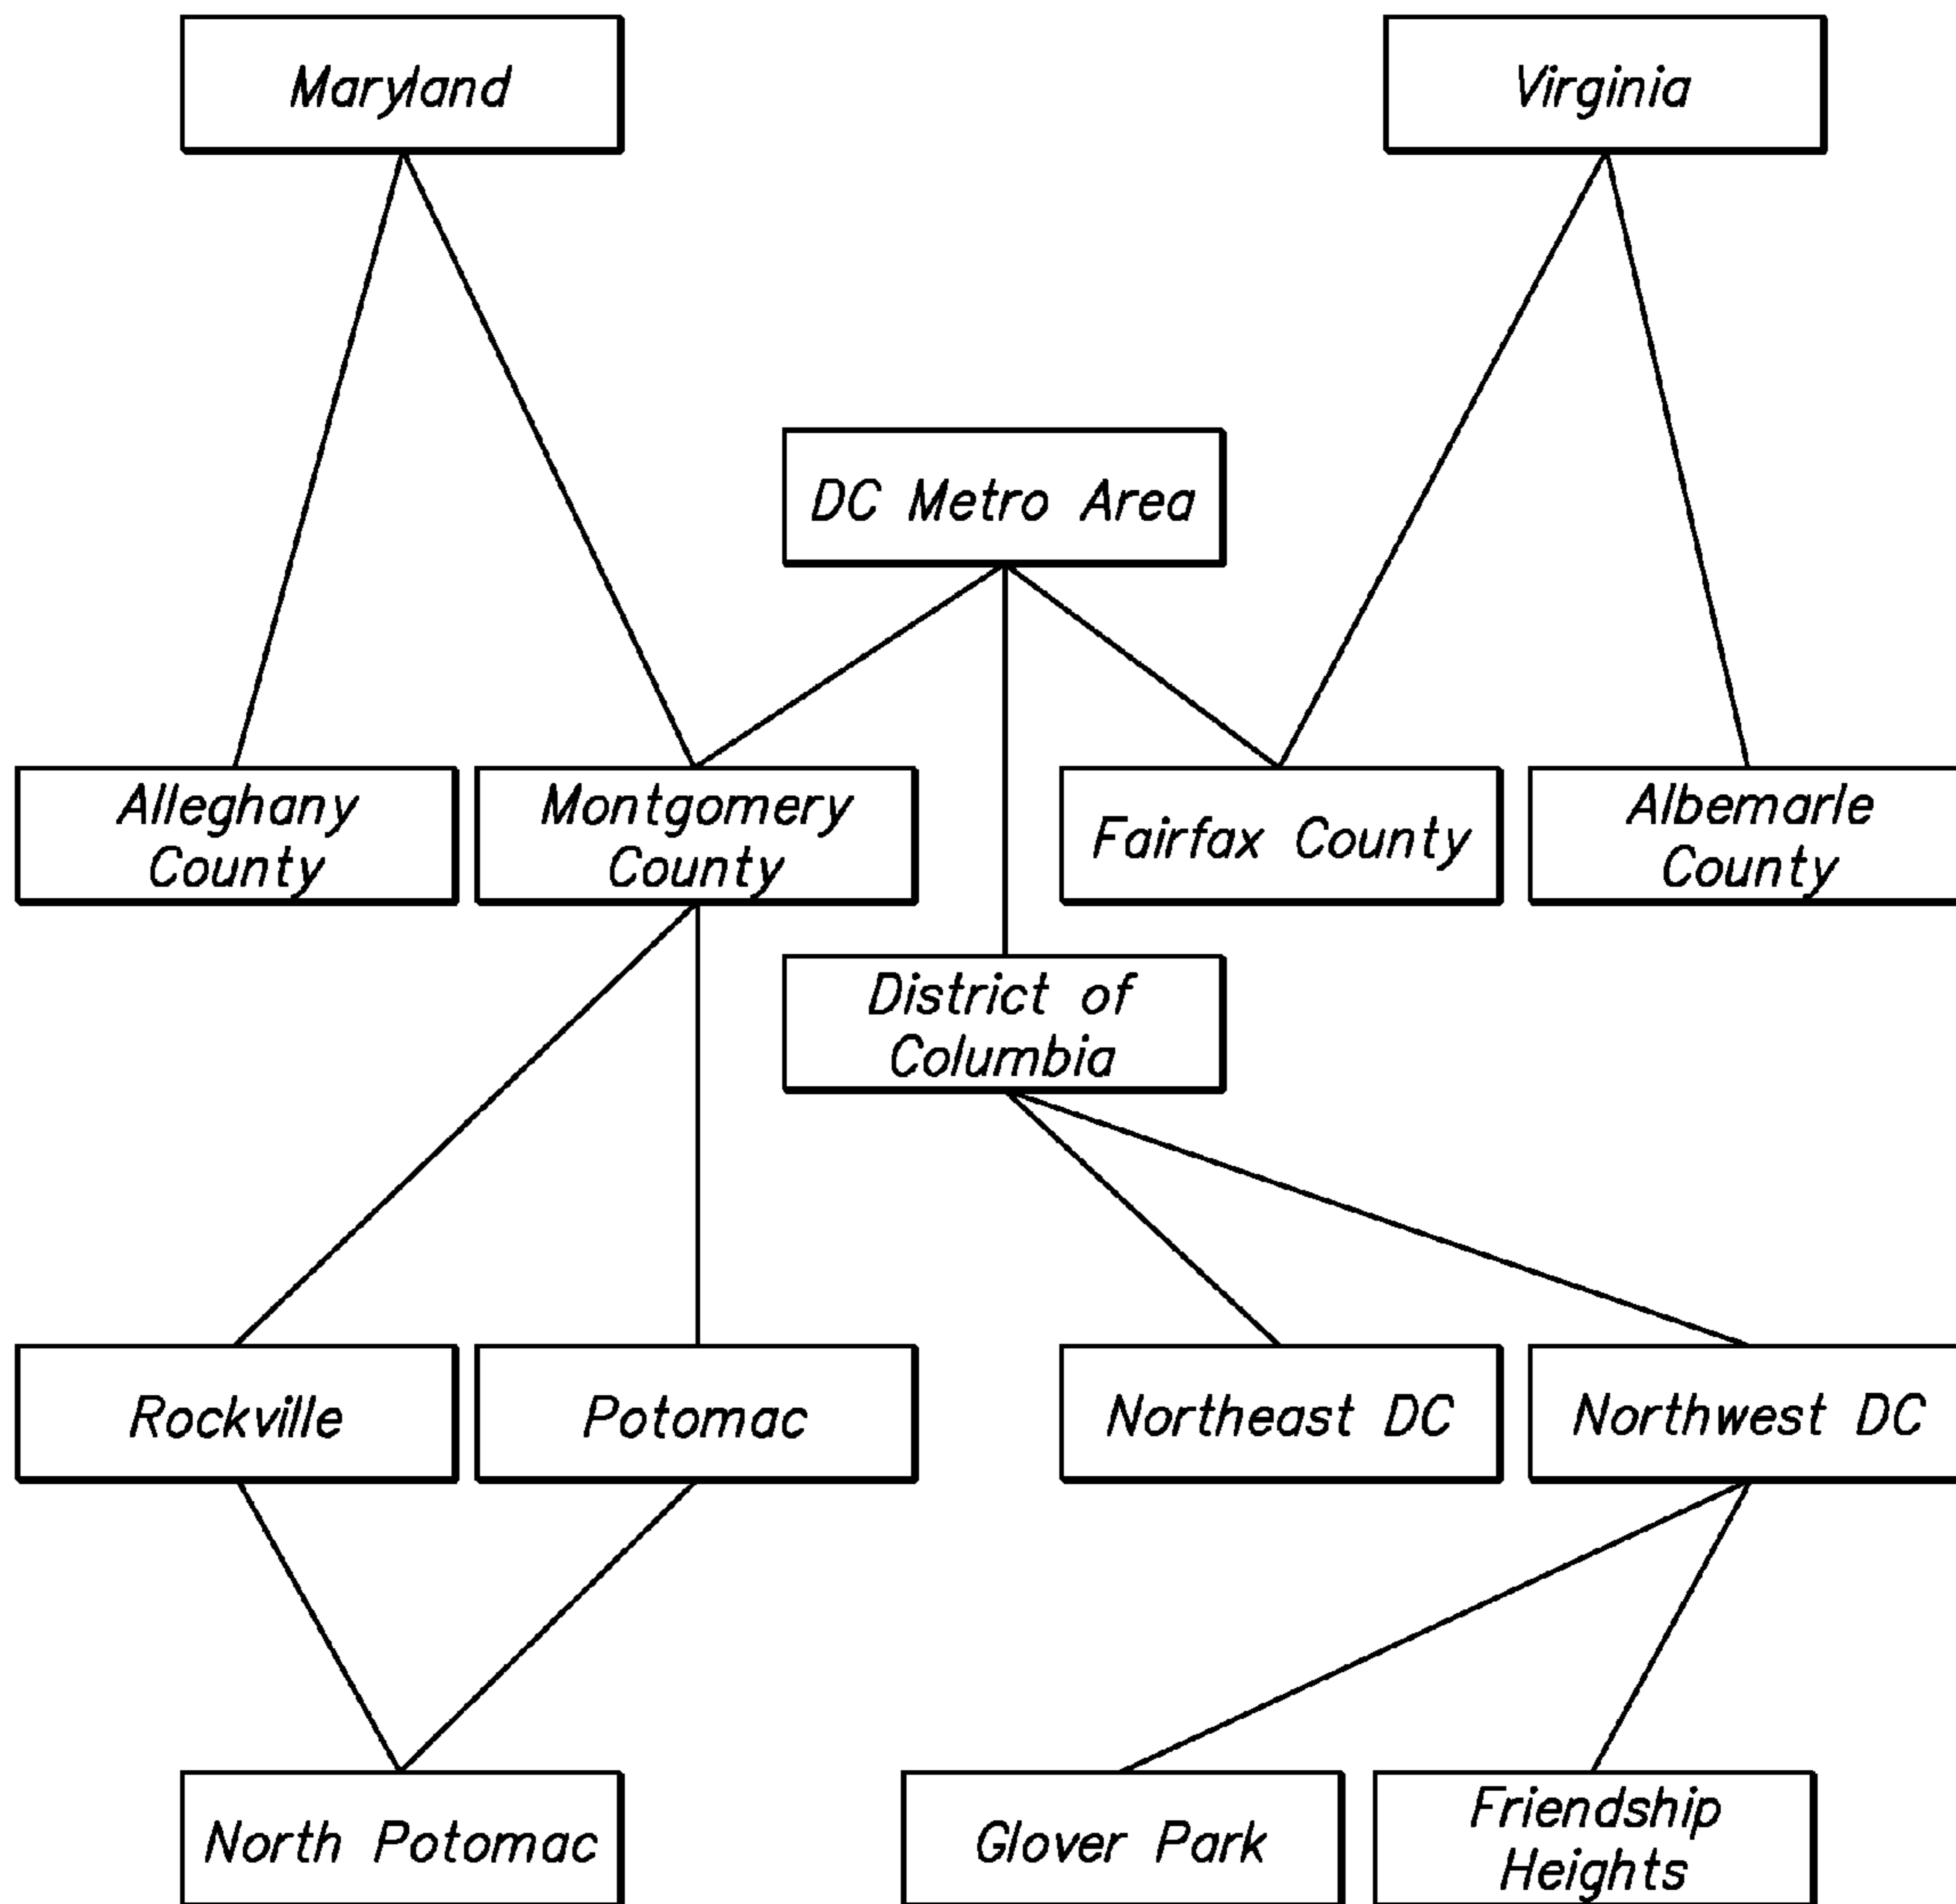 Maryland
Virginia
DC Metro Area
Alleghany
County
Montgomery
County
Fairfax County
Albemarle
County
District of
Columbia
Rockville
Potomac
Northeast DC
Northwest DC
North Potomac
Glover Park
Friendship
Heights